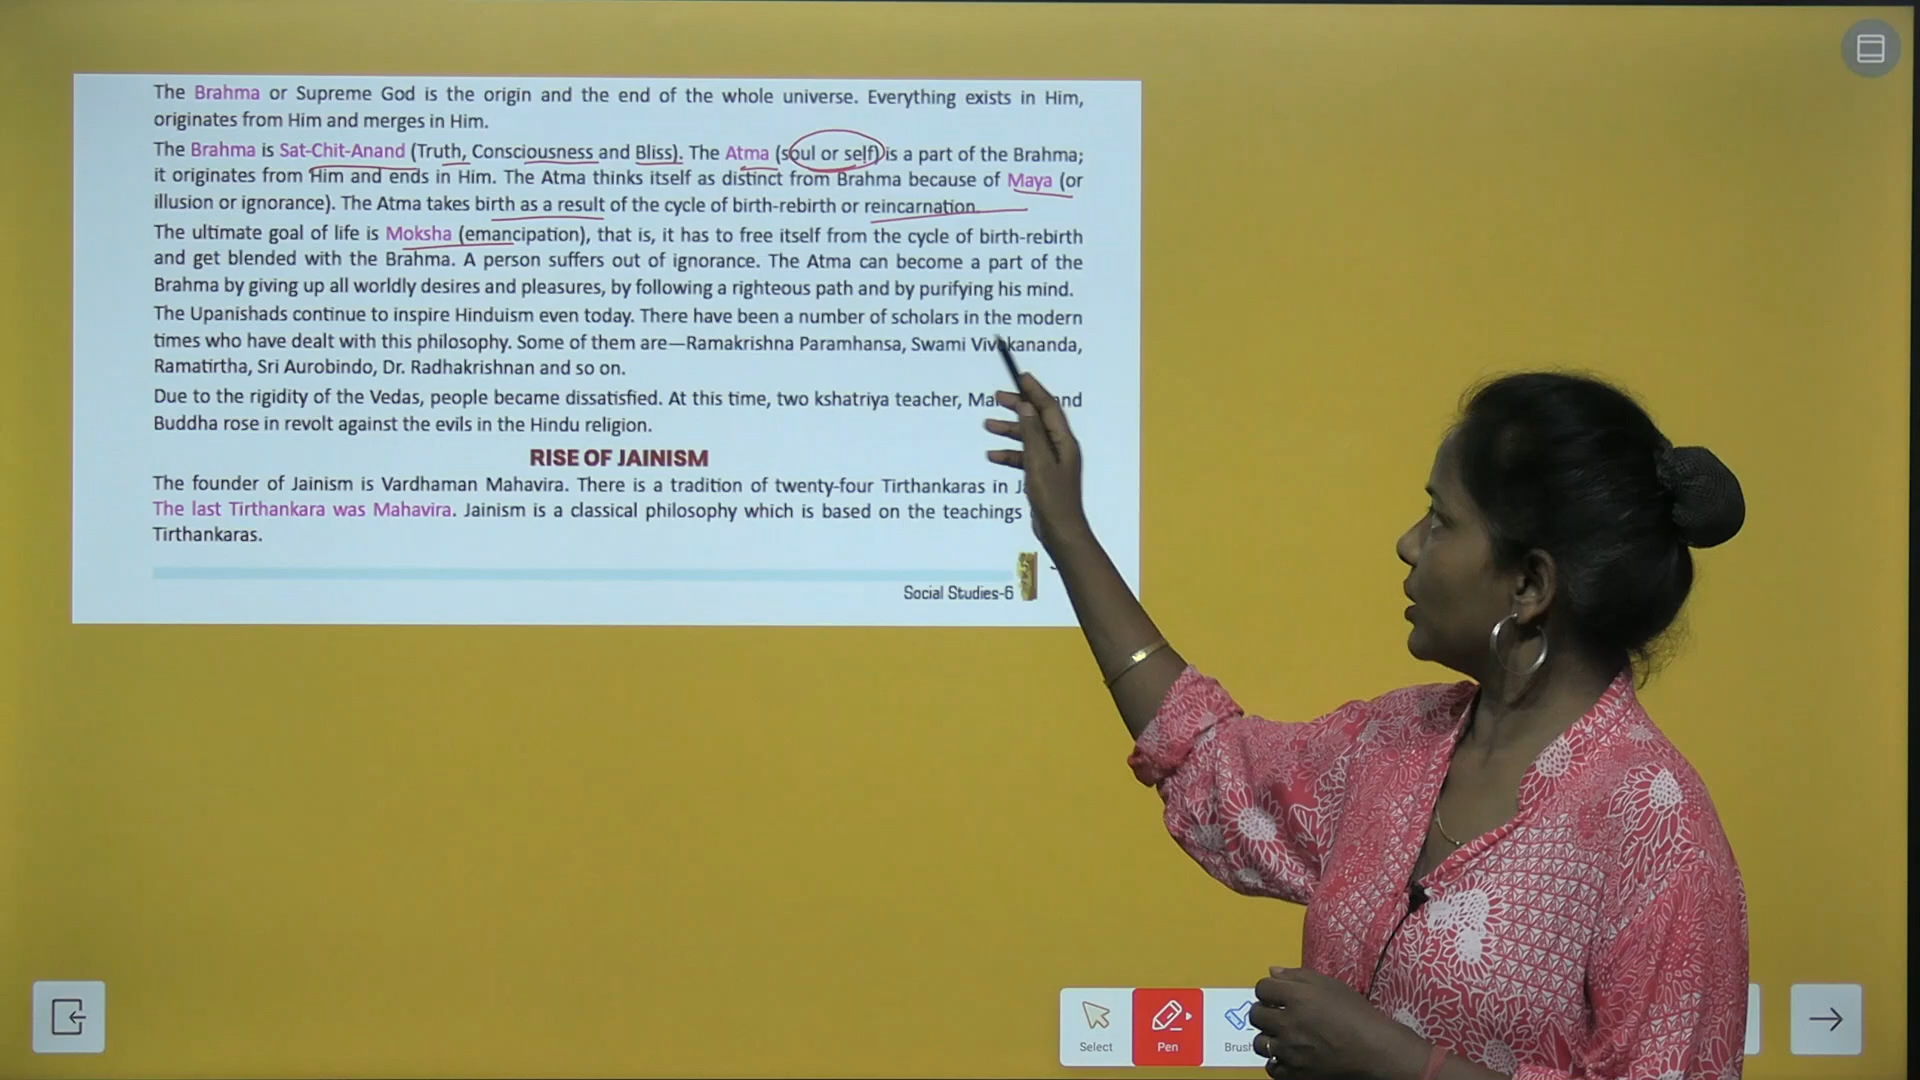 The Brahma or Supreme God is the origin and the end of the whole universe. Everything exists in Him,
originates from Him and merges in Him.
The Brahma is Sat-Chit-Anand (Truth, Consciousness and Bliss). The Atma (soul or self) is a part of the Brahma;
it originates from Him and ends in Him. The Atma thinks itself as distinct from Brahma because of Maya (or
illusion or ignorance). The Atma takes birth as a result of the cycle of birth-rebirth or reincarnation.
The ultimate goal of life is Moksha (emancipation), that is, it has to free itself from the cycle of birth-rebirth
and get blended with the Brahma. A person suffers out of ignorance. The Atma can become a part of the
Brahma by giving up all worldly desires and pleasures, by following a righteous path and by purifying his mind.
The Upanishads continue to inspire Hinduism even today. There have been a number of scholars in the modern
times who have dealt with this philosophy. Some of them are—Ramakrishna Paramhansa, Swami Vivekananda,
Ramatirtha, Sri Aurobindo, Dr. Radhakrishnan and so on.
Due to the rigidity of the Vedas, people became dissatisfied. At this time, two kshatriya teacher, and
Buddha rose in revolt against the evils in the Hindu religion.
RISE OF JAINISM
The founder of Jainism is Vardhaman Mahavira. There is a tradition of twenty-four Tirthankaras in
The last Tirthankara was Mahavira. Jainism is a classical philosophy which is based on the teachings
Tirthankaras.
Social Studies-6
Select
Pen
Brush